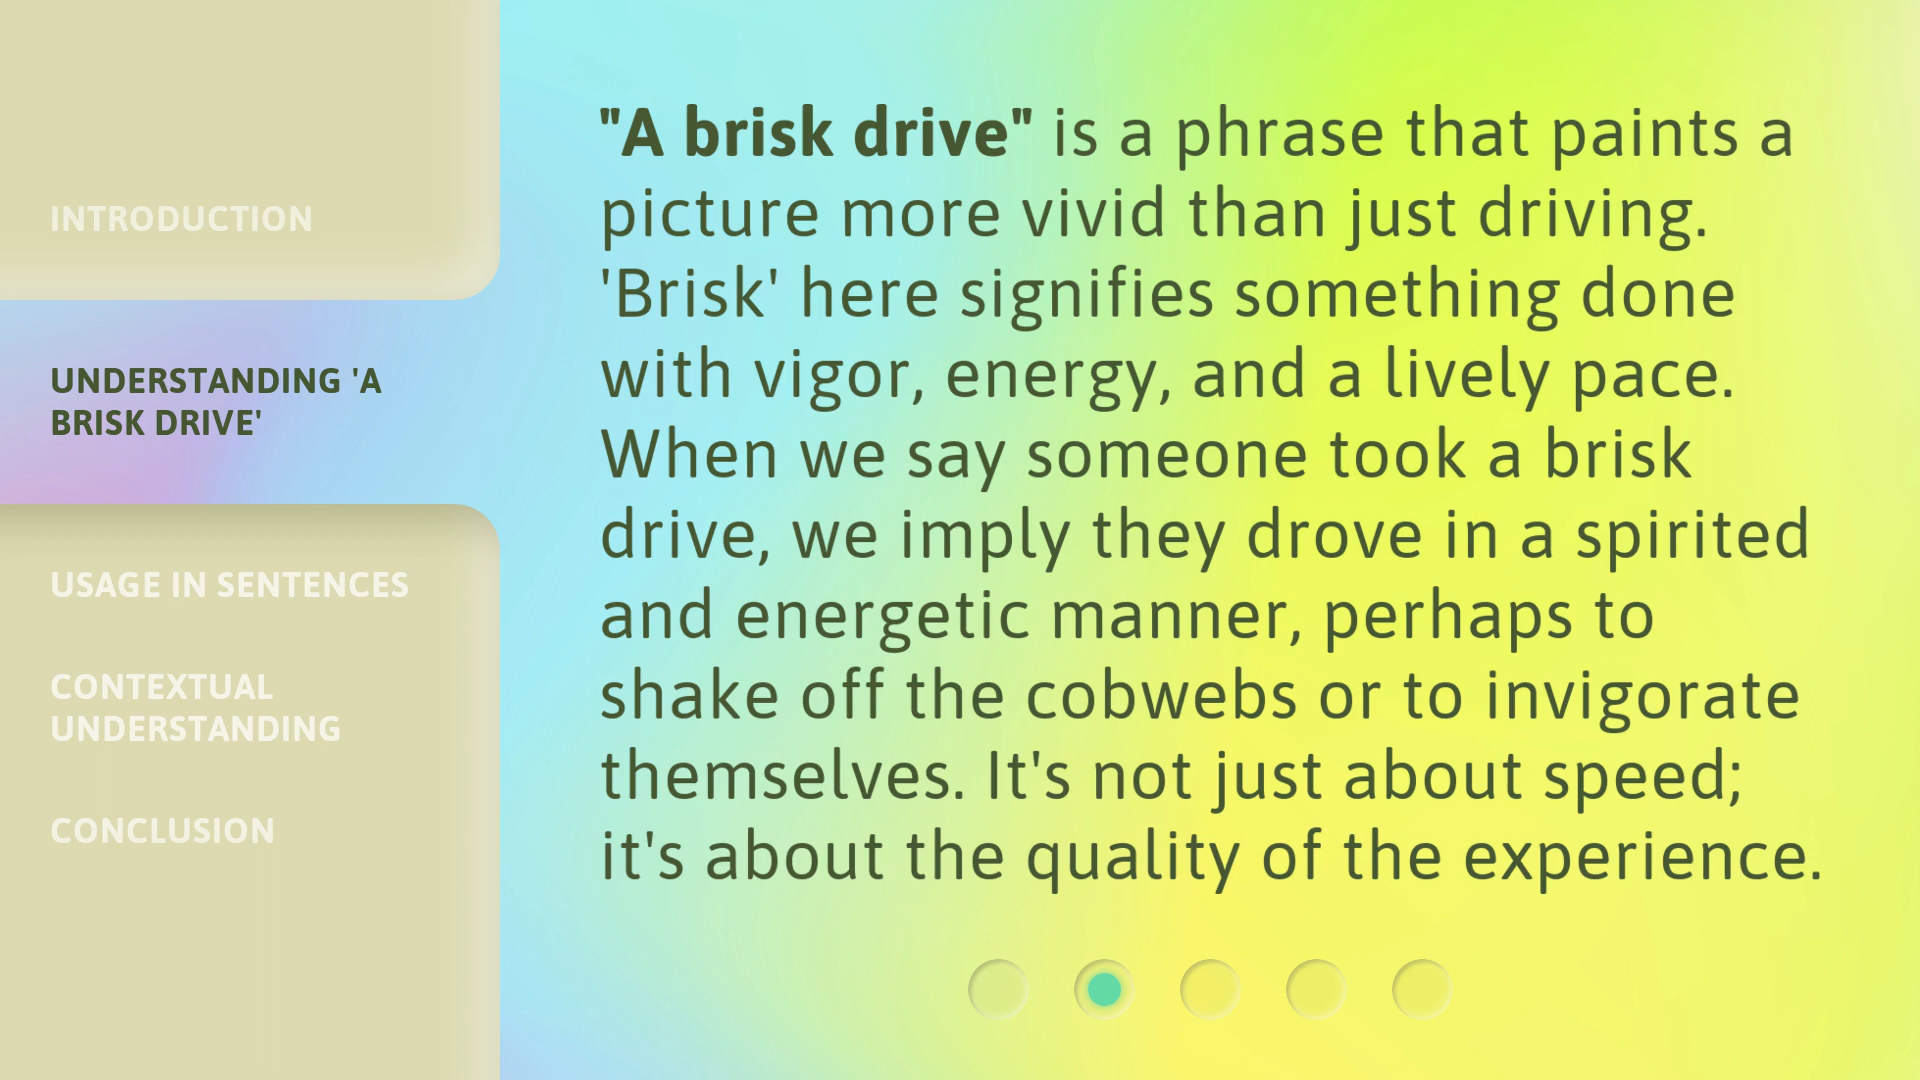 INTRODUCTION
UNDERSTANDING 'A
BRISK DRIVE'
USAGE IN SENTENCES
CONTEXTUAL
UNDERSTANDING
CONCLUSION
"A brisk drive" is a phrase that paints a
picture more vivid than just driving.
'Brisk' here signifies something done
with vigor, energy, and a lively pace.
When we say someone took a brisk
drive, we imply they drove in a spirited
and energetic manner, perhaps to
shake off the cobwebs or to invigorate
themselves. It's not just about speed;
it's about the quality of the experience.